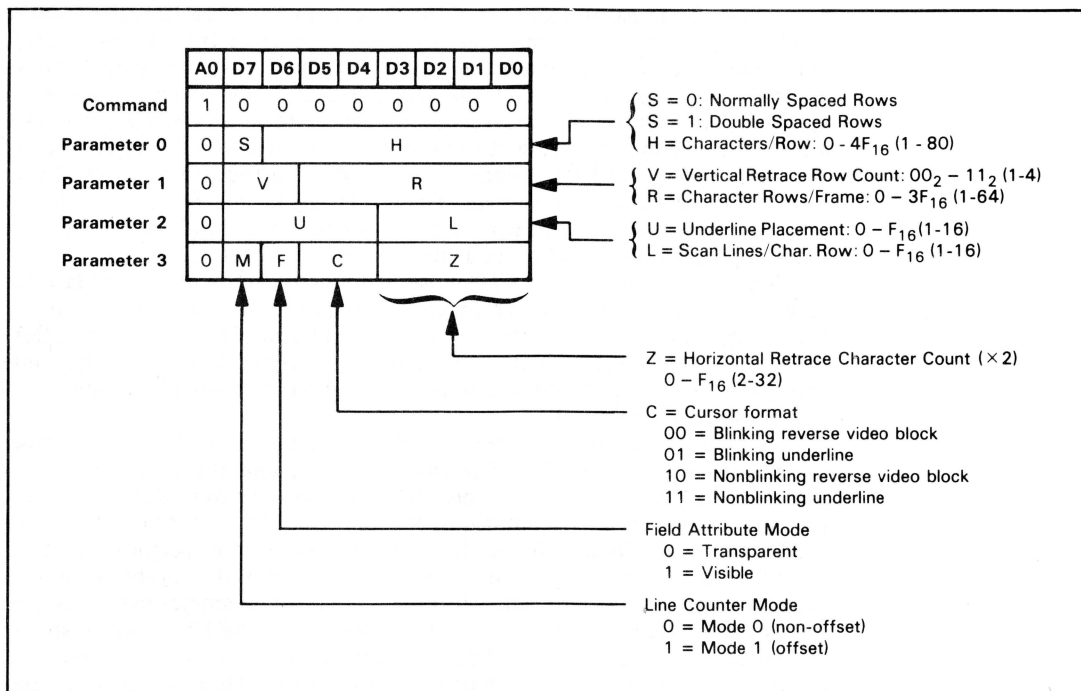 A0 D7 D6 D5 D4 D3 D2 D1 D0
Command 1 0 0 0 0 0 0 0 0
Parameter 0 0 S H
Parameter 1 0 V R
Parameter 2 0 U L
Parameter 3 0 M F C Z
S = 0: Normally Spaced Rows
S = 1: Double Spaced Rows
H = Characters/Row: 0 - 4F₁₆ (1 - 80)
V = Vertical Retrace Row Count: 00₂ – 11₂ (1-4)
R = Character Rows/Frame: 0 – 3F₁₆ (1-64)
U = Underline Placement: 0 – F₁₆(1-16)
L = Scan Lines/Char. Row: 0 – F₁₆ (1-16)
Z = Horizontal Retrace Character Count (×2)
0 – F₁₆ (2-32)
C = Cursor format
00 = Blinking reverse video block
01 = Blinking underline
10 = Nonblinking reverse video block
11 = Nonblinking underline
Field Attribute Mode
0 = Transparent
1 = Visible
Line Counter Mode
0 = Mode 0 (non-offset)
1 = Mode 1 (offset)